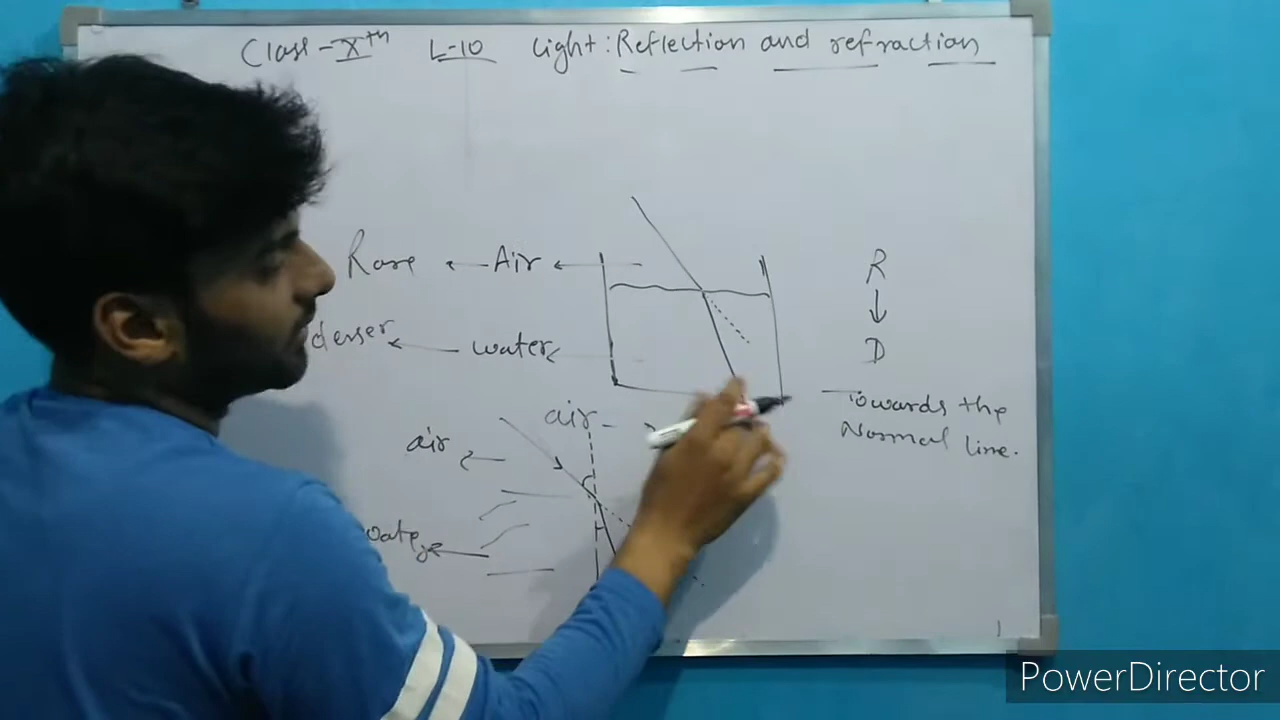 Class-Xth L-10 Light: Reflection and refraction
Rare ← Air ←
denser ← water ←
R
↓
D
Towards the
Normal line.
air
air ←
water ←
PowerDirector